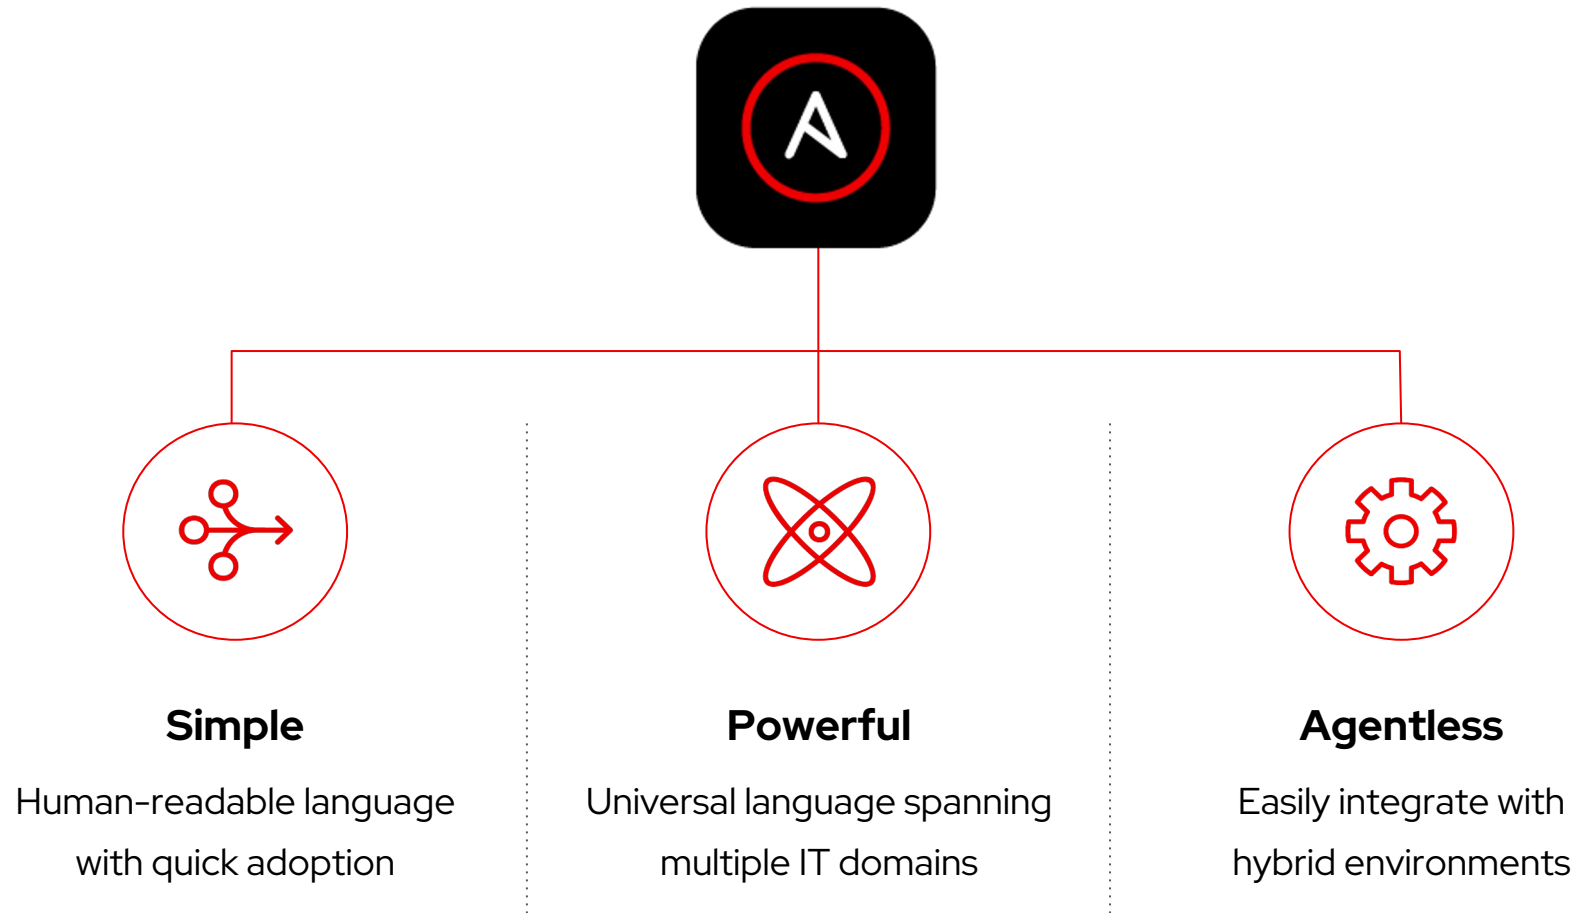 Simple
Human-readable language
with quick adoption
Powerful
Universal language spanning
multiple IT domains
Agentless
Easily integrate with
hybrid environments